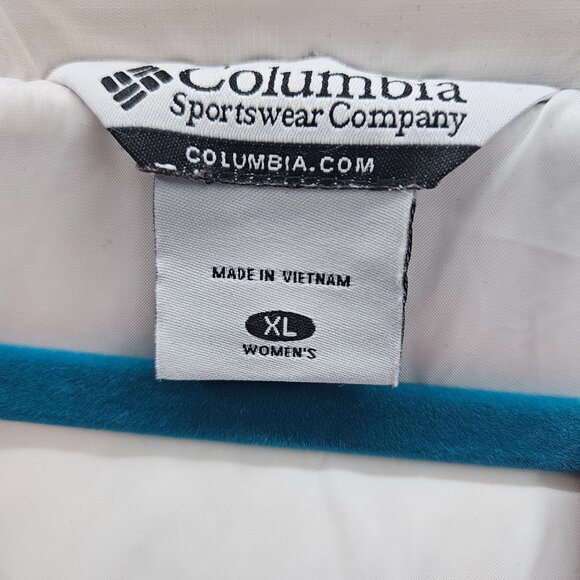 Columbia
Sportswear Company
COLUMBIA.COM
MADE IN VIETNAM
XL
WOMEN'S